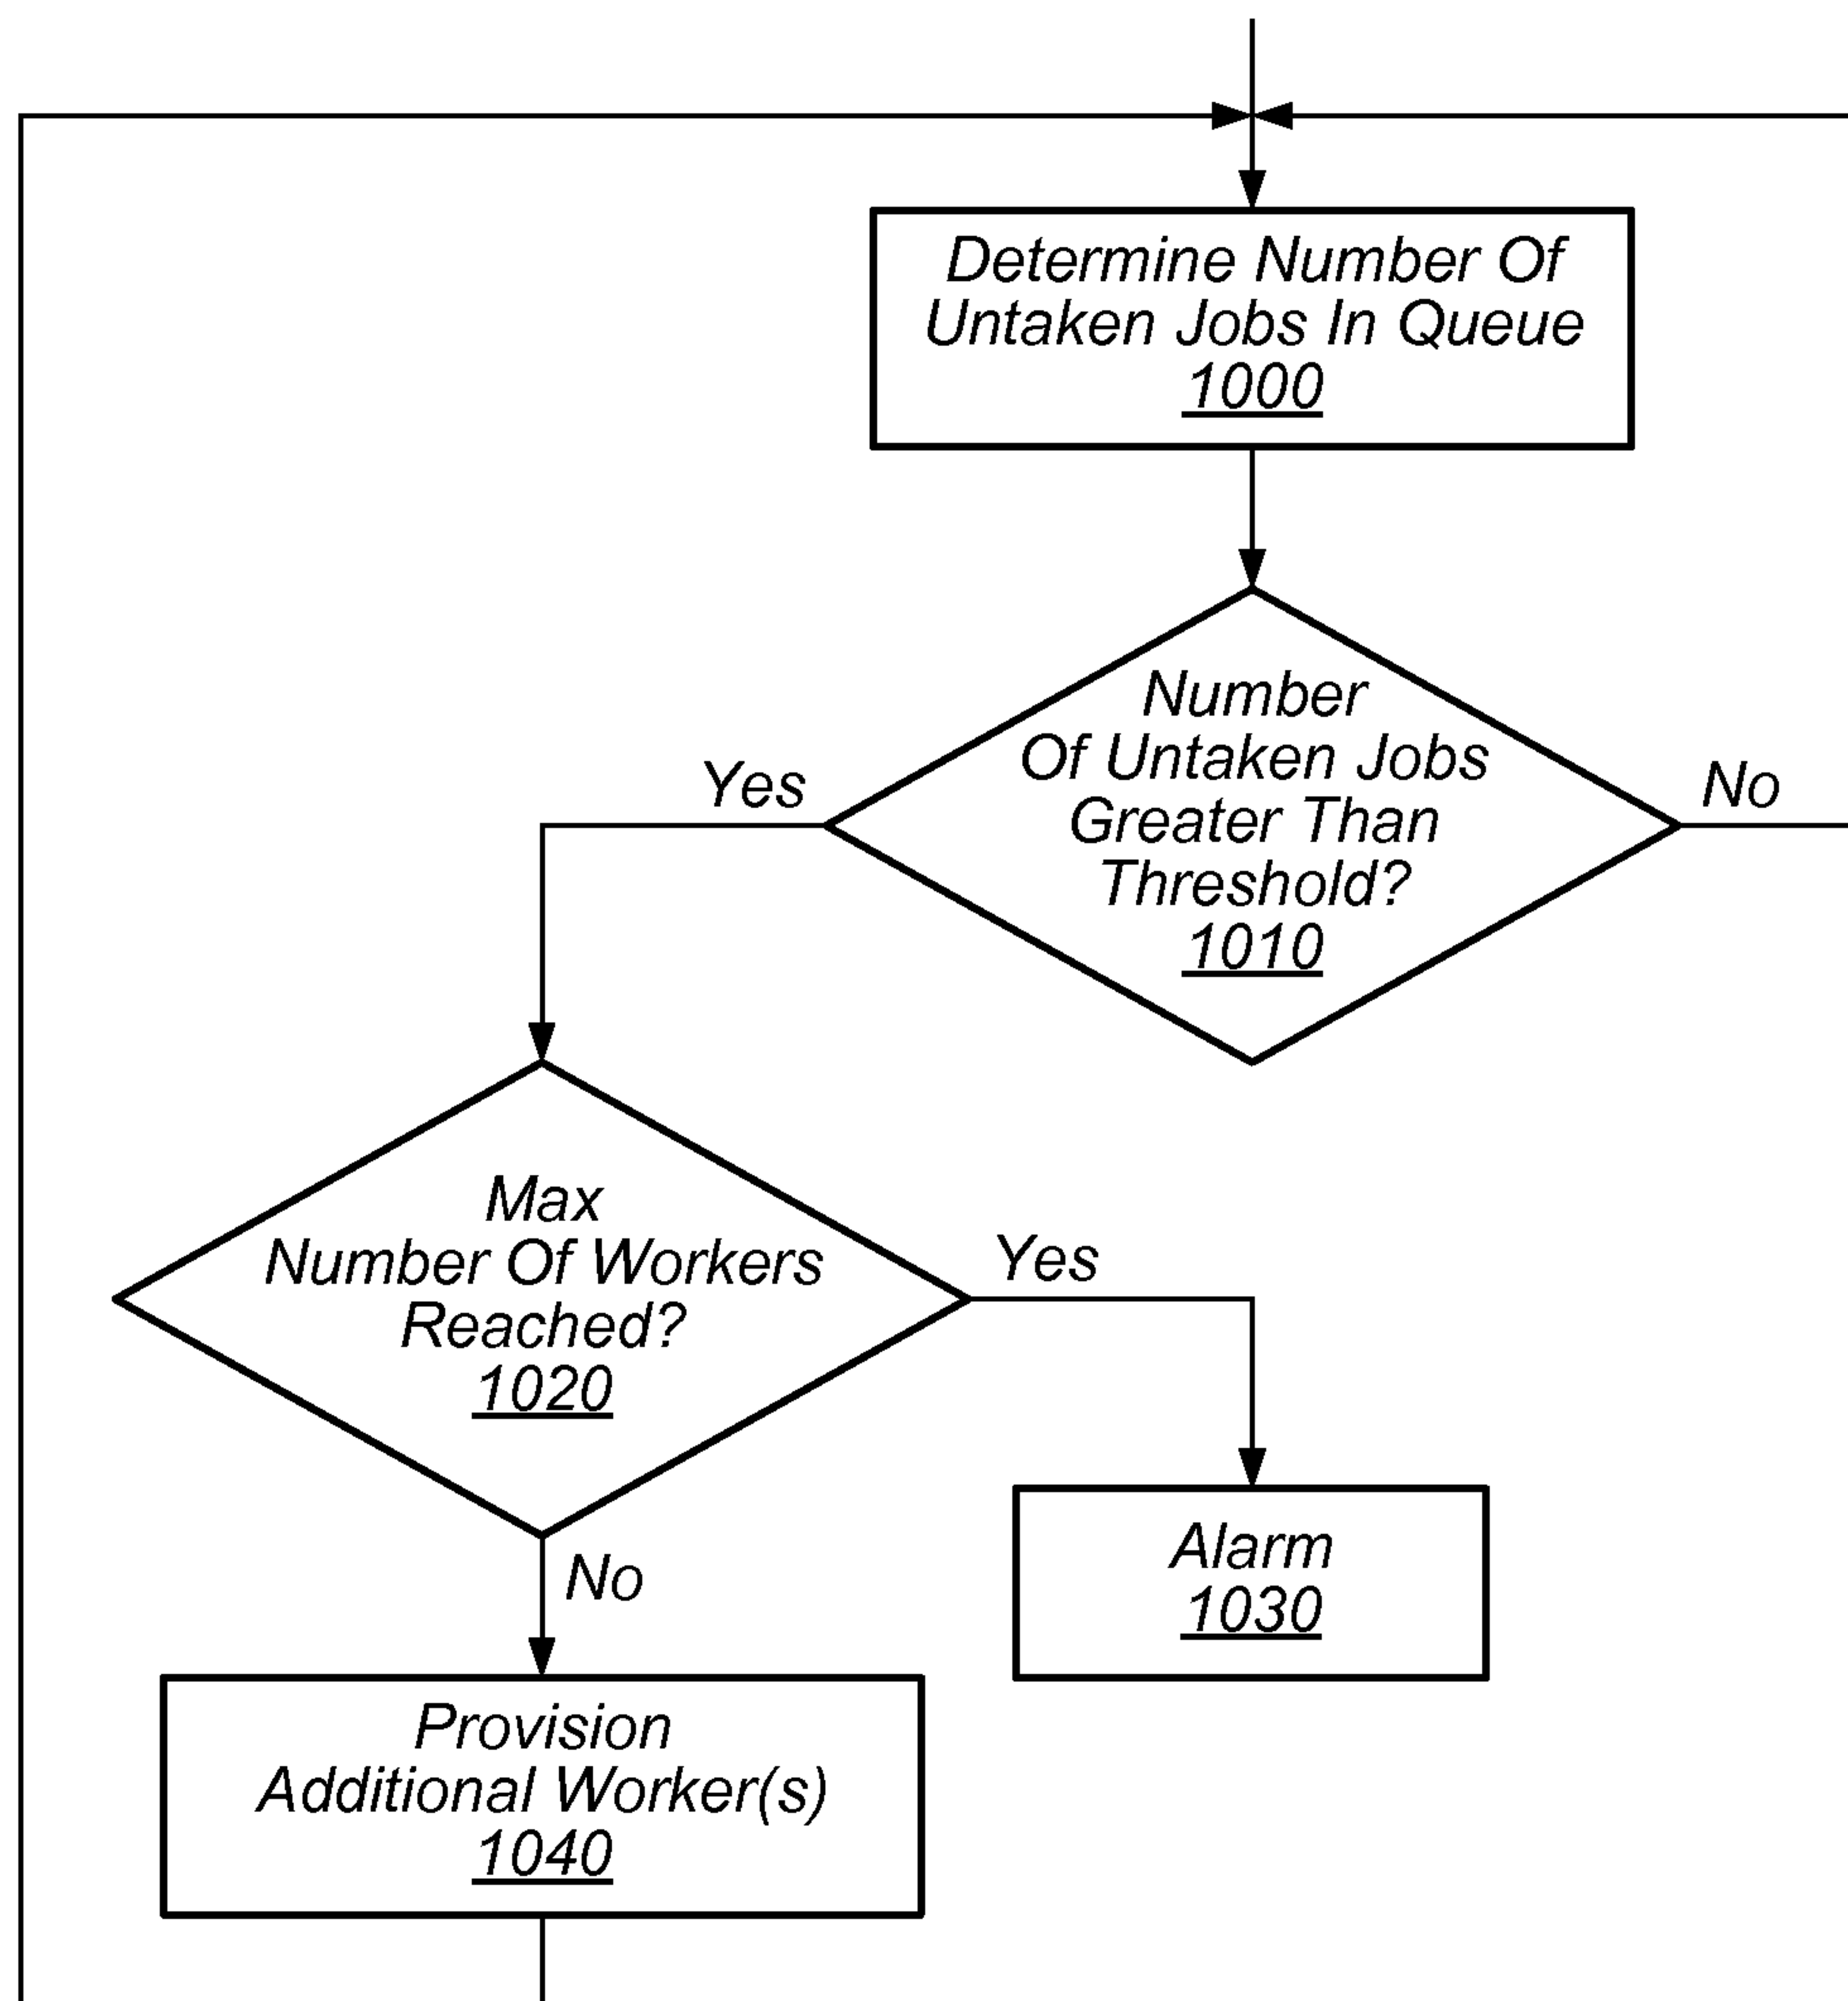 Determine Number Of
Untaken Jobs In Queue
1000
Number
Of Untaken Jobs
Greater Than
Threshold?
1010
Yes
No
Max
Number Of Workers
Reached?
1020
Yes
No
Alarm
1030
Provision
Additional Worker(s)
1040